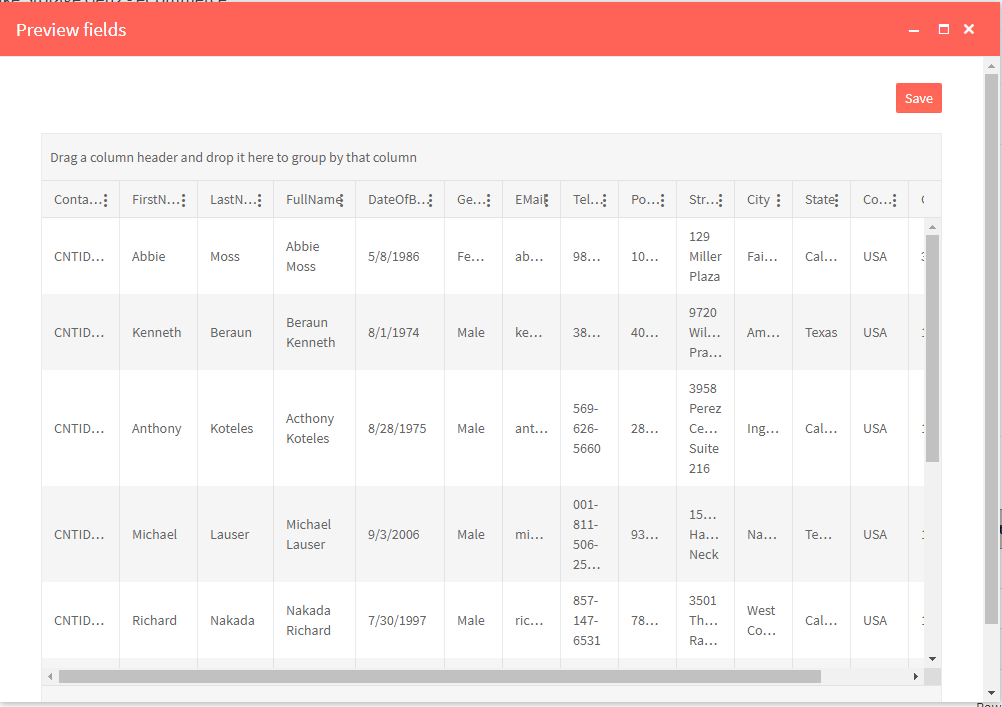 Preview fields
Save
Drag a column header and drop it here to group by that column
Conta... FirstN... LastN... FullName DateOfB... Ge... EMail Tel... Po... Str... City State Co...
CNTID... Abbie Moss Abbie Moss 5/8/1986 Fe... ab... 98... 10... 129 Miller Plaza Fai... Cal... USA
CNTID... Kenneth Beraun Beraun Kenneth 8/1/1974 Male ke... 38... 40... 9720 Wil... Pra... Am... Texas USA
CNTID... Anthony Koteles Acthony Koteles 8/28/1975 Male ant... 569-626-5660 28... 3958 Perez Ce... Suite 216 Ing... Cal... USA
CNTID... Michael Lauser Michael Lauser 9/3/2006 Male mi... 001-811-506-25... 93... 15... Ha... Neck Na... Te... USA
CNTID... Richard Nakada Nakada Richard 7/30/1997 Male ric... 857-147-6531 78... 3501 Th... Ra... West Co... Cal... USA